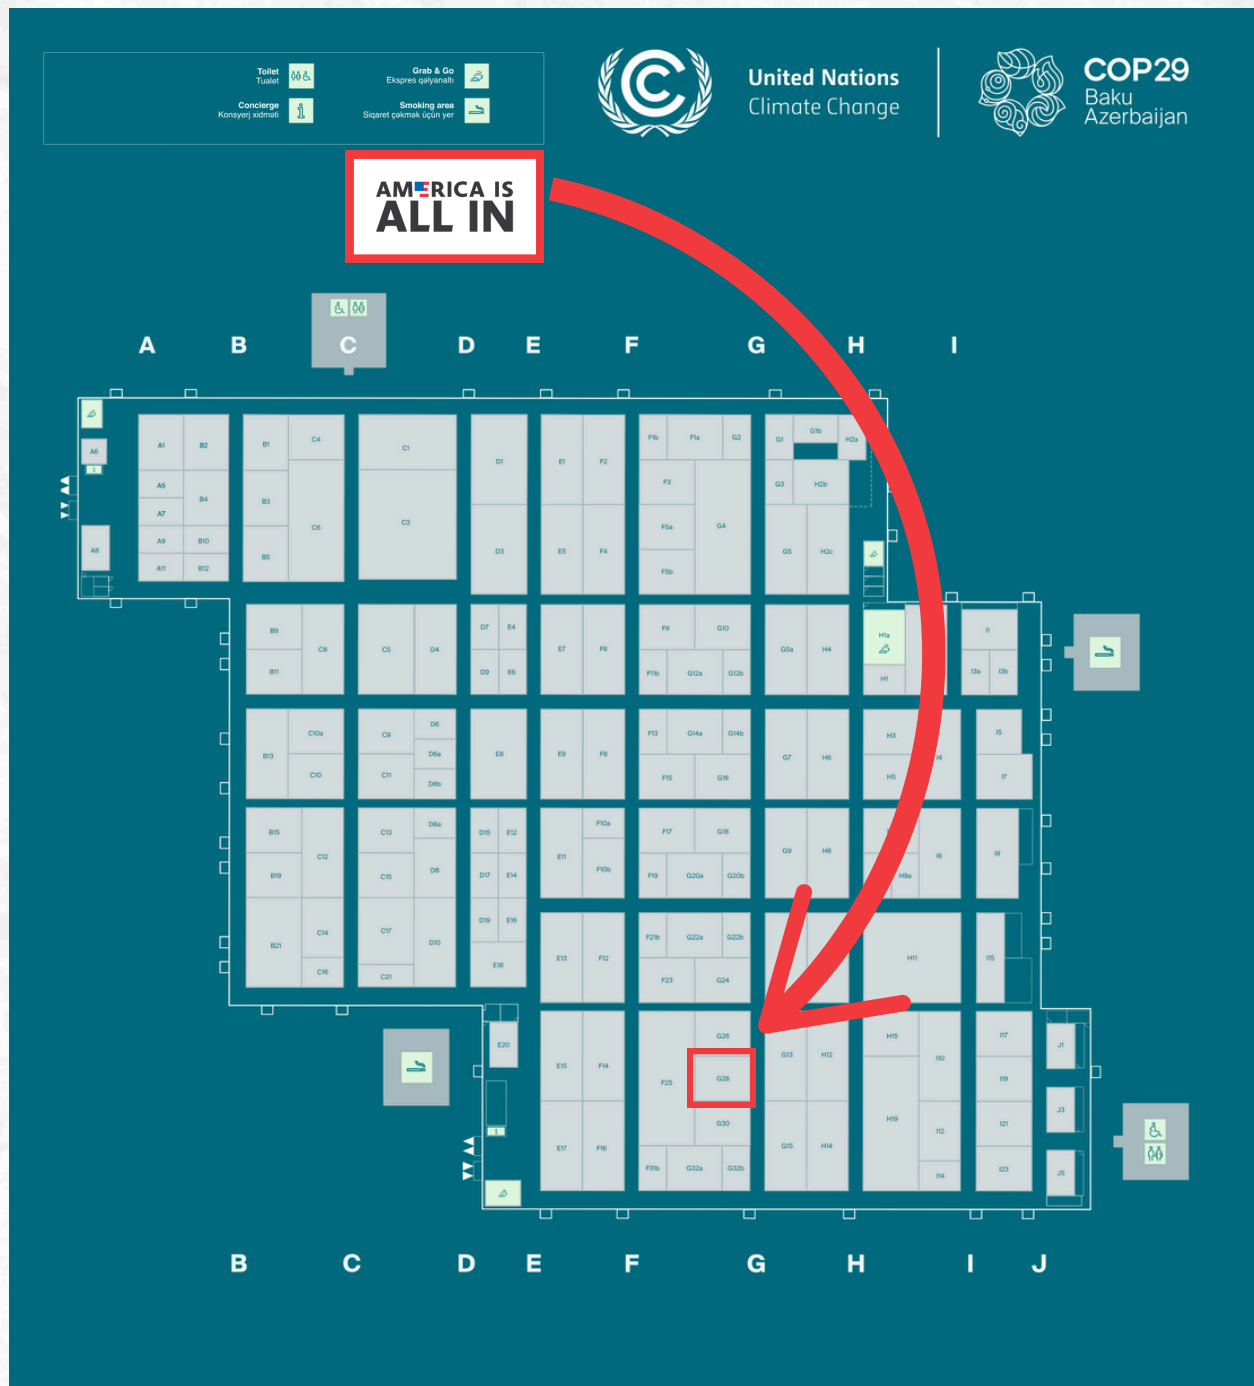 Toilet
Tualet
Grab & Go
Ekspres qəlyanaltı
Concierge
Konsyerj xidməti
Smoking area
Siqaret çəkmək üçün yer
United Nations
Climate Change
COP29
Baku
Azerbaijan
AMERICA IS
ALL IN
A B C D E F G H I
A1 B2 B1 C4 C1 D1 E1 F2 F1b F1a G2 G1 G1b H2a
A6
A5 B4 B3 C6 C3 F3 G4 G3 H2b
A7
A8 A9 B10 B5 D3 E5 F4 F5a G5 H2c
A11 B12 F5b
B9 C8 C5 D4 D7 E4 E7 F6 F9 G10 G5a H4 H1a I1
B11 D9 E6 F11b G12a G12b H1 I3a I3b
B13 C10a C9 D6 E8 E9 F8 F13 G14a G14b G7 H6 H3 I4 I5
D6a
C10 C11 D6b F15 G16 H5 I7
B15 C12 C13 D8a D15 E12 E11 F10a F17 G18 G9 H8 I6 I9
B19 C15 D8 D17 E14 F10b F19 G20a G20b H9a
B21 C14 C17 D10 D19 E16 E13 F12 F21b G22a G22b H11 I15
C16 C21 E18 F23 G24
E20 E15 F14 F25 G26 G13 H12 H15 I10 I17 J1
G28 I19
G30 H19 I12 I21 J3
E17 F16 F31b G32a G32b G15 H14 I14 I23 J5
B C D E F G H I J